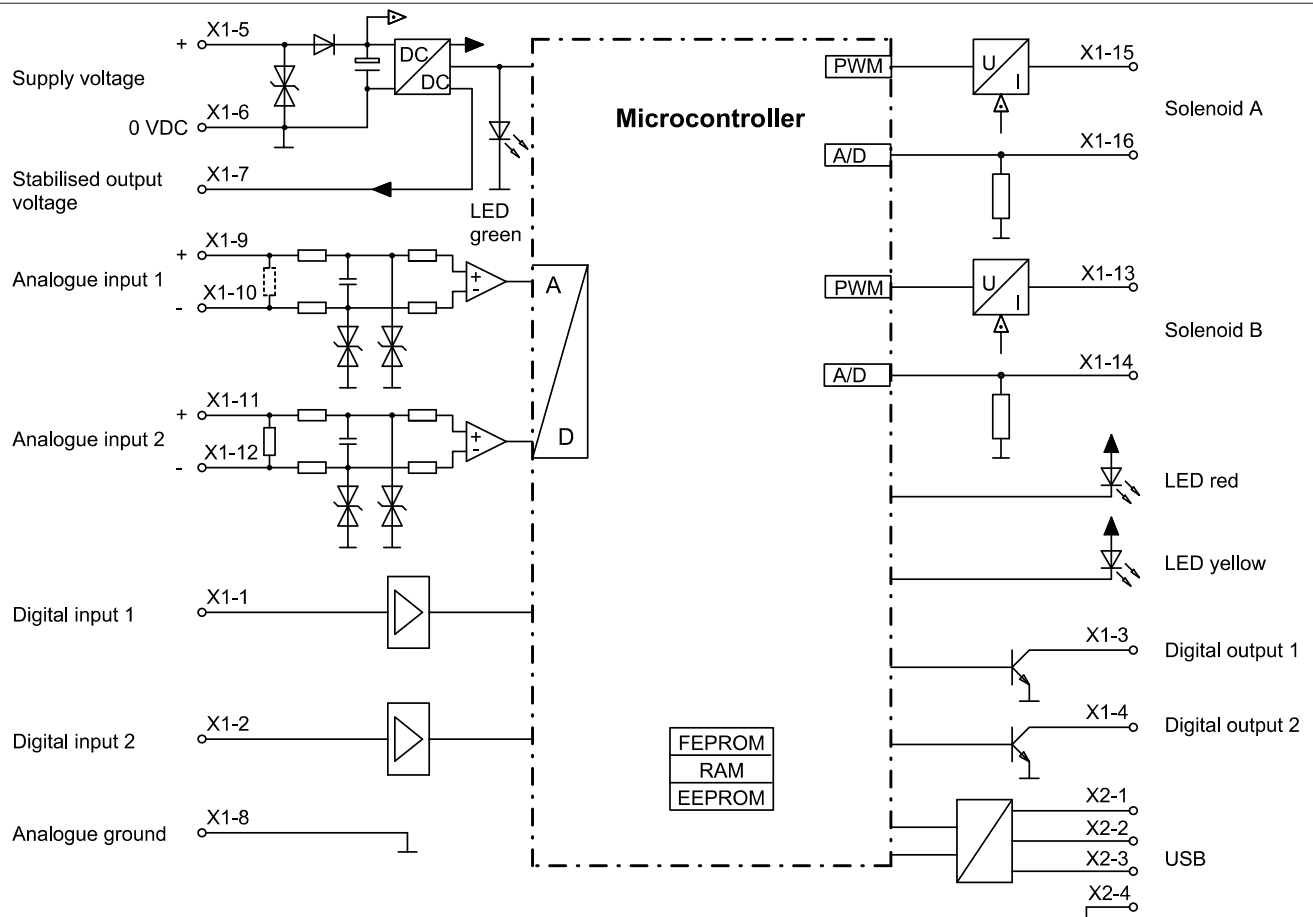 X1-5
+
Supply voltage
X1-6
0 VDC
DC
DC
X1-7
Stabilised output
voltage
LED
green
X1-9
+
Analogue input 1
X1-10
-
+
-
X1-11
+
Analogue input 2
X1-12
-
+
-
A
D
X1-1
Digital input 1
X1-2
Digital input 2
X1-8
Analogue ground
Microcontroller
FEPROM
RAM
EEPROM
PWM
U
I
X1-15
Solenoid A
A/D
X1-16
PWM
U
I
X1-13
Solenoid B
A/D
X1-14
LED red
LED yellow
X1-3
Digital output 1
X1-4
Digital output 2
X2-1
X2-2
X2-3
USB
X2-4